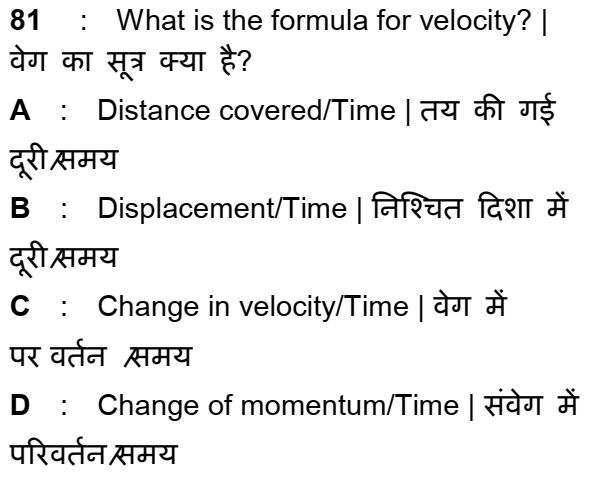 81 : What is the formula for velocity? |
वेग का सूत्र क्या है?
A : Distance covered/Time | तय की गई
दूरी/समय
B : Displacement/Time | निश्चित दिशा में
दूरी/समय
C : Change in velocity/Time | वेग में
पर वर्तन /समय
D : Change of momentum/Time | संवेग में
परिवर्तन/समय